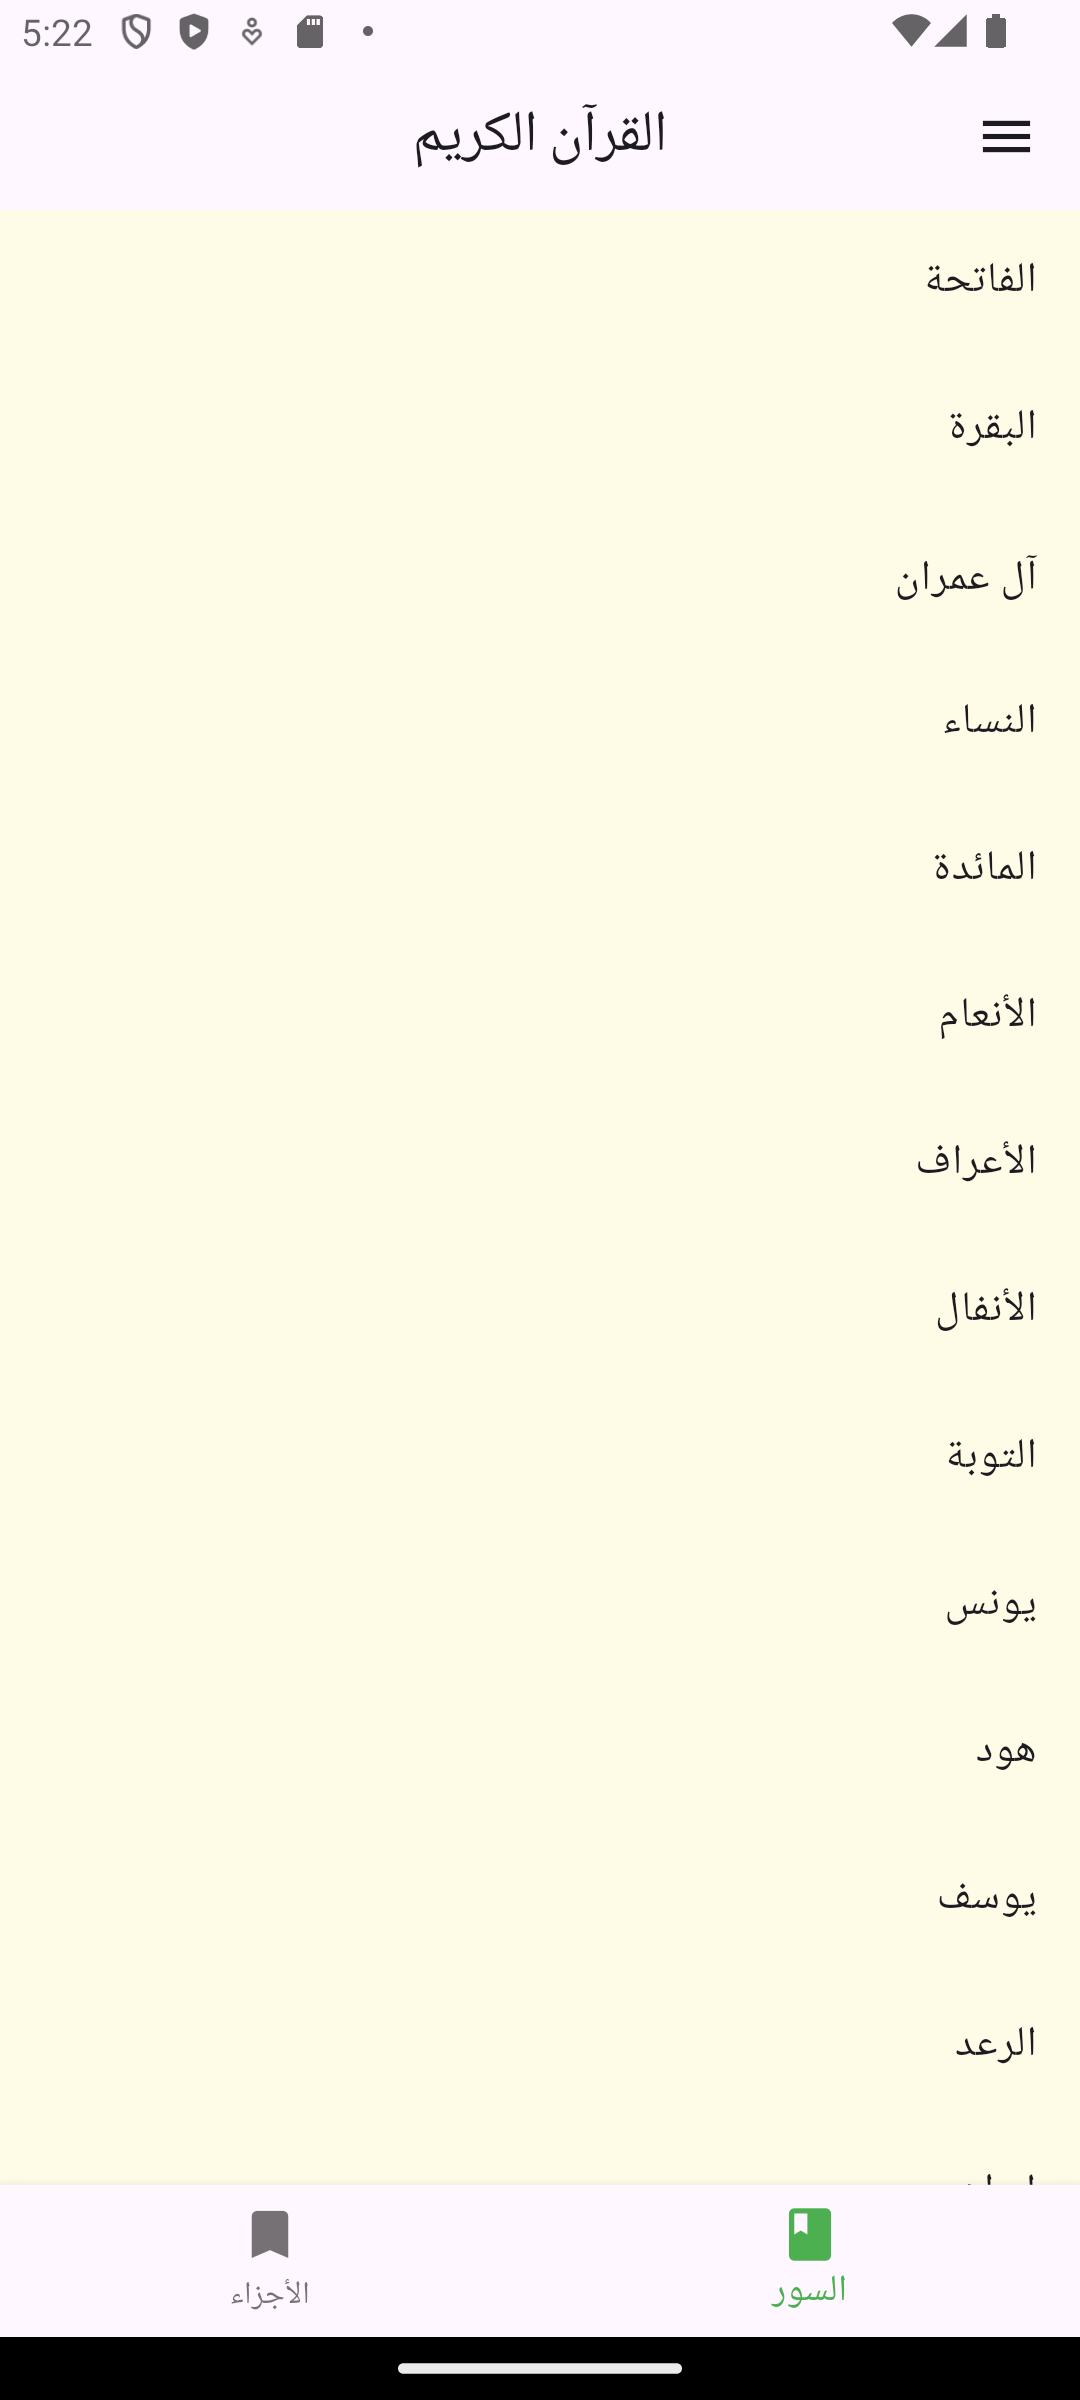 5:22
القرآن الكريم
الفاتحة
البقرة
آل عمران
النساء
المائدة
الأنعام
الأعراف
الأنفال
التوبة
يونس
هود
يوسف
الرعد
السور
الأجزاء